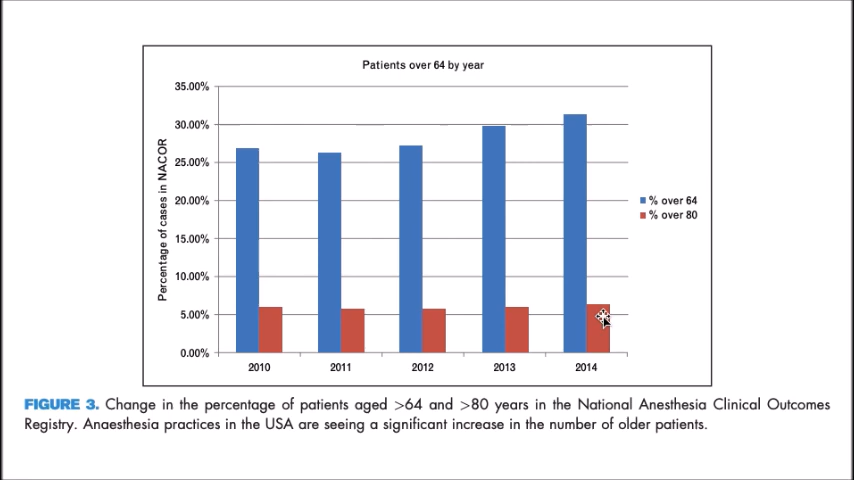 Patients over 64 by year
35.00%
30.00%
25.00%
20.00%
15.00%
10.00%
5.00%
0.00%
Percentage of cases in NACOR
2010 2011 2012 2013 2014
% over 64
% over 80
FIGURE 3. Change in the percentage of patients aged >64 and >80 years in the National Anesthesia Clinical Outcomes
Registry. Anaesthesia practices in the USA are seeing a significant increase in the number of older patients.